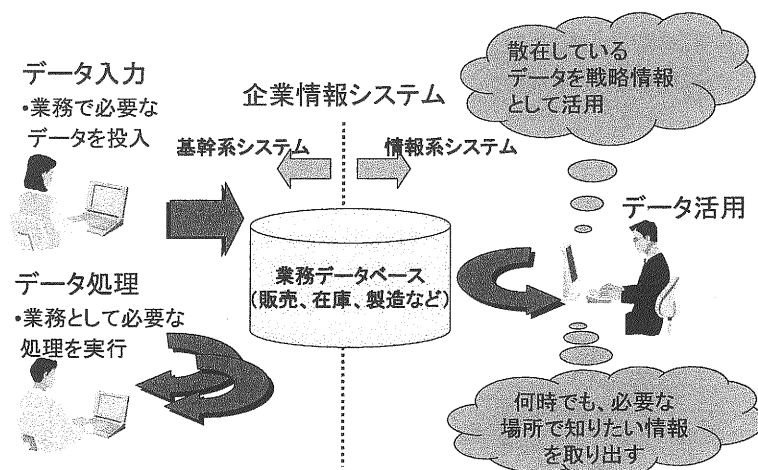 データ入力
・業務で必要な
データを投入
企業情報システム
基幹系システム
情報系システム
散在している
データを戦略情報
として活用
データ活用
業務データベース
(販売、在庫、製造など)
データ処理
・業務として必要な
処理を実行
何時でも、必要な
場所で知りたい情報
を取り出す